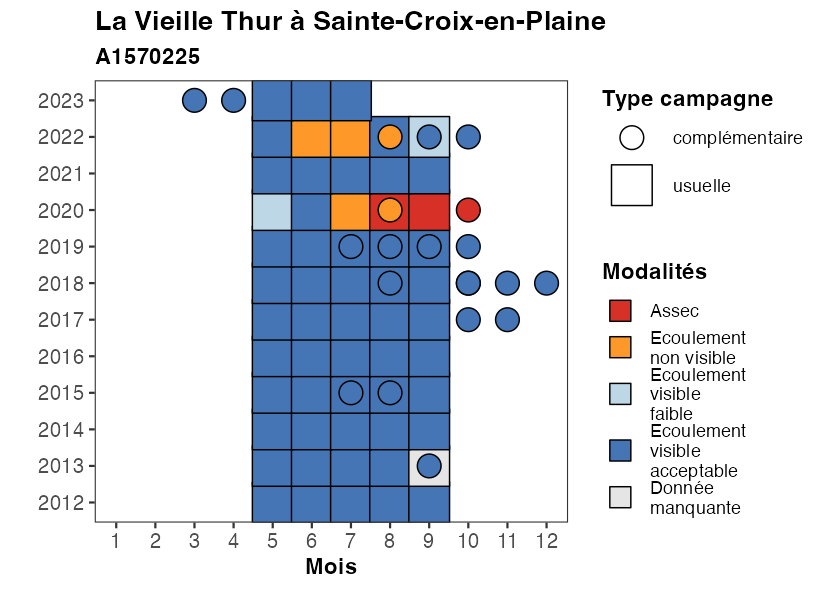 La Vieille Thur à Sainte-Croix-en-Plaine
A1570225
2023
2022
2021
2020
2019
2018
2017
2016
2015
2014
2013
2012
1 2 3 4 5 6 7 8 9 10 11 12
Mois
Type campagne
complémentaire
usuelle
Modalités
Assec
Ecoulement
non visible
Ecoulement
visible
faible
Ecoulement
visible
acceptable
Donnée
manquante